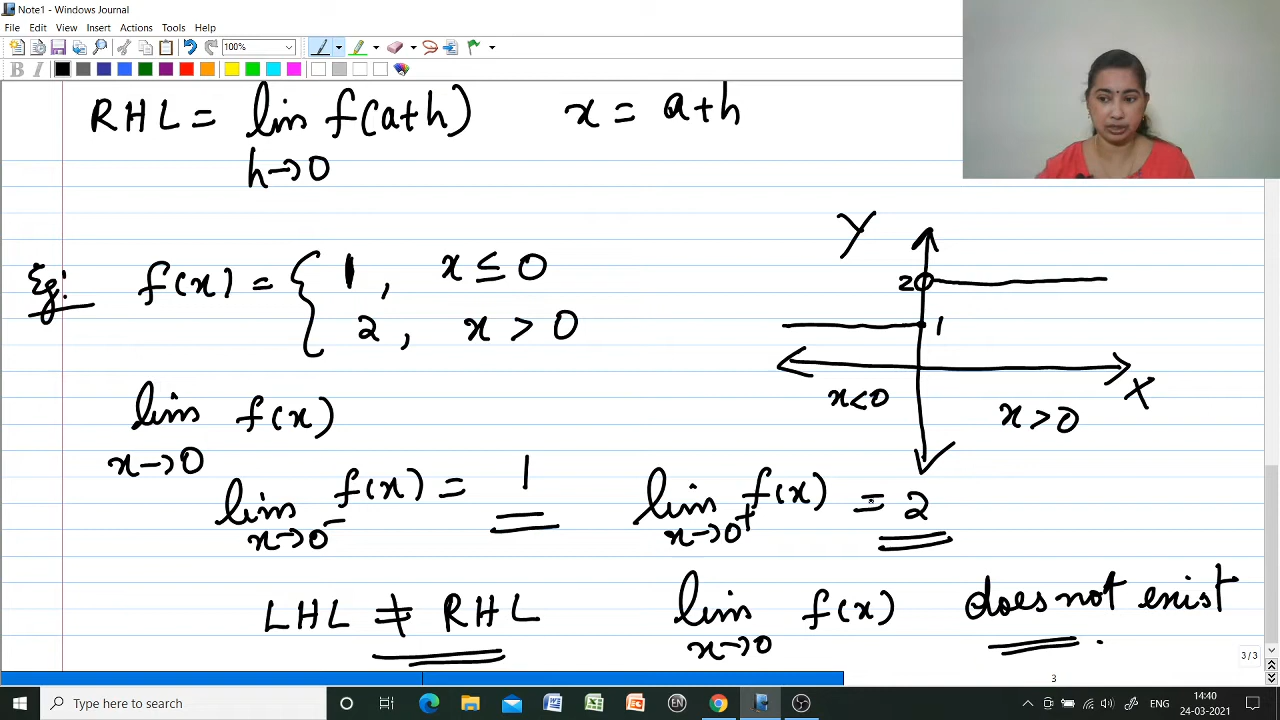 Note1 - Windows Journal
File Edit View Insert Actions Tools Help
100%
B I
RHL = lim f(a+h) x = a+h
h→0
Eg: f(x) = { 1 , x ≤ 0
2 , x > 0
Y
2
1
X
x<0 x>0
lim f(x)
x→0
lim f(x) = 1 lim f(x) = 2
x→0⁻ x→0⁺
LHL ≠ RHL lim f(x) does not exist.
x→0
3/3
3
Type here to search
EN
ENG
14:40
24-03-2021